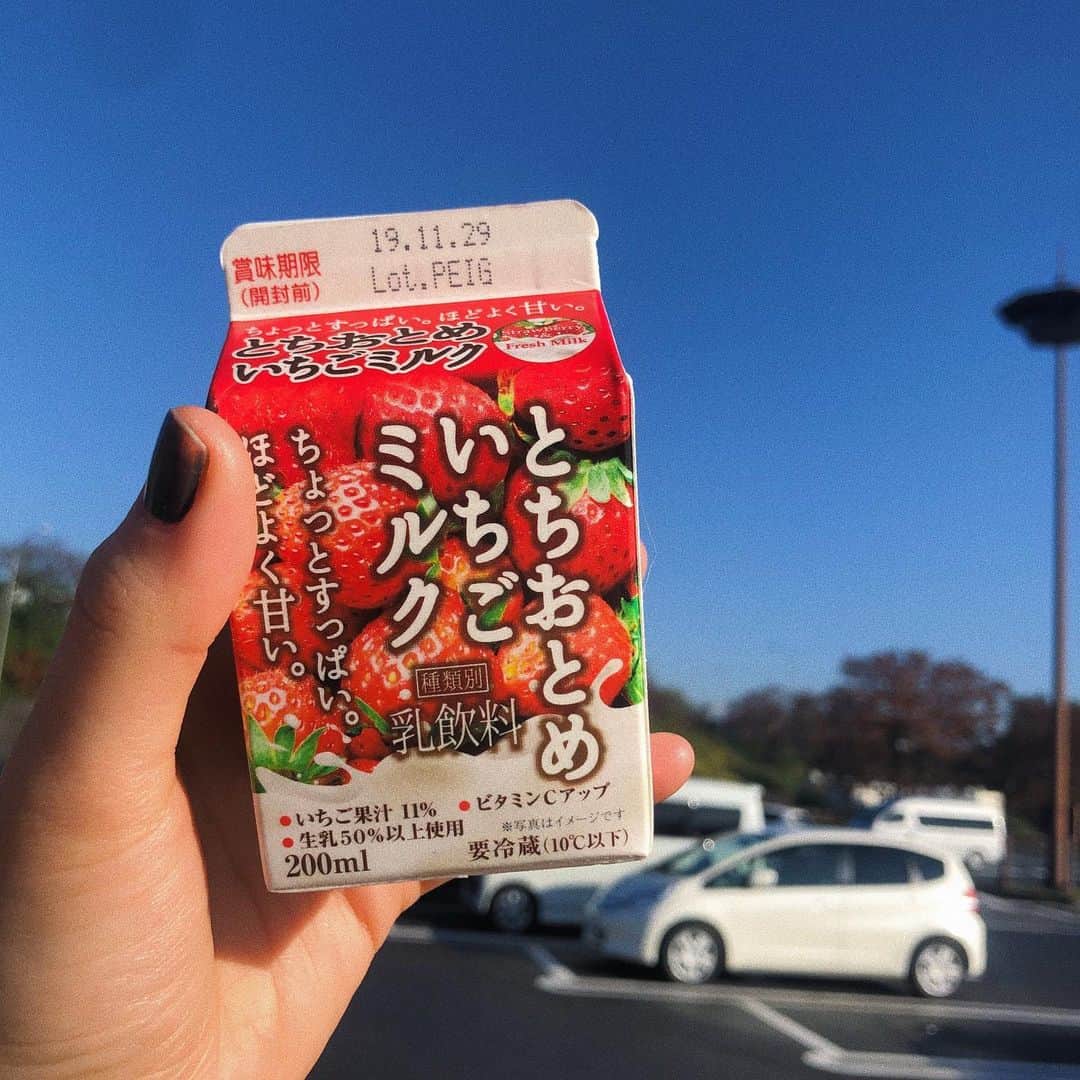 19.11.29
賞味期限
Lot.PEIG
(開封前)
ちょっとすっぱい。ほどよく甘い。
とちおとめ
いちごミルク
Strawberry
Fresh Milk
とちおとめ
いちご
ミルク
ちょっとすっぱい。
ほどよく甘い。
種類別
乳飲料
●いちご果汁 11% ●ビタミンCアップ
●生乳50%以上使用 ※写真はイメージです
200ml 要冷蔵(10℃以下)